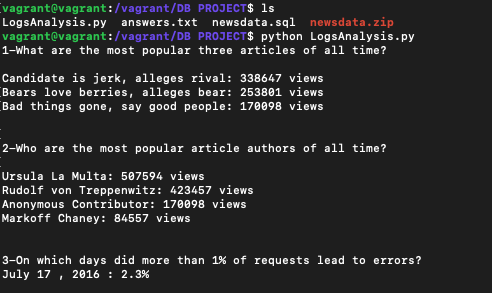 [vagrant@vagrant:/vagrant/DB PROJECT$ ls
LogsAnalysis.py answers.txt newsdata.sql newsdata.zip
[vagrant@vagrant:/vagrant/DB PROJECT$ python LogsAnalysis.py
1-What are the most popular three articles of all time?
Candidate is jerk, alleges rival: 338647 views
Bears love berries, alleges bear: 253801 views
Bad things gone, say good people: 170098 views
[
2-Who are the most popular article authors of all time?
[
Ursula La Multa: 507594 views
Rudolf von Treppenwitz: 423457 views
Anonymous Contributor: 170098 views
Markoff Chaney: 84557 views
3-On which days did more than 1% of requests lead to errors?
July 17 , 2016 : 2.3%